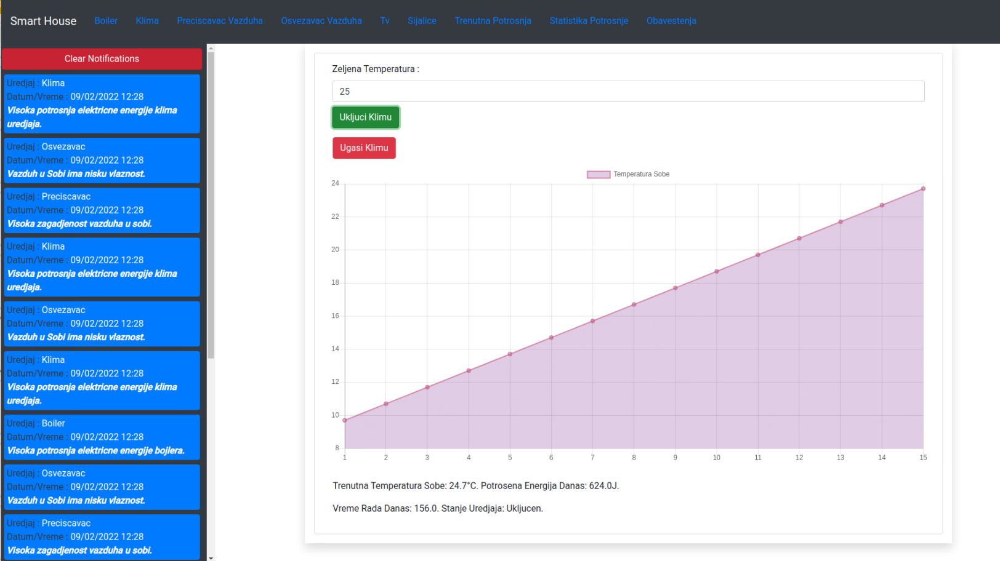 Smart House Boiler Klima Preciscavac Vazduha Osvezavac Vazduha Tv Sijalice Trenutna Potrosnja Statistika Potrosnje Obavestenja
Clear Notifications
Uredjaj : Klima
Datum/Vreme : 09/02/2022 12:28
Visoka potrosnja elektricne energije klima
uredjaja.
Uredjaj : Osvezavac
Datum/Vreme : 09/02/2022 12:28
Vazduh u Sobi ima nisku vlaznost.
Uredjaj : Preciscavac
Datum/Vreme : 09/02/2022 12:28
Visoka zagadjenost vazduha u sobi.
Uredjaj : Klima
Datum/Vreme : 09/02/2022 12:28
Visoka potrosnja elektricne energije klima
uredjaja.
Uredjaj : Osvezavac
Datum/Vreme : 09/02/2022 12:28
Vazduh u Sobi ima nisku vlaznost.
Uredjaj : Klima
Datum/Vreme : 09/02/2022 12:28
Visoka potrosnja elektricne energije klima
uredjaja.
Uredjaj : Boiler
Datum/Vreme : 09/02/2022 12:28
Visoka potrosnja elektricne energije bojlera.
Uredjaj : Osvezavac
Datum/Vreme : 09/02/2022 12:28
Vazduh u Sobi ima nisku vlaznost.
Uredjaj : Preciscavac
Datum/Vreme : 09/02/2022 12:28
Visoka zagadjenost vazduha u sobi.
Zeljena Temperatura :
25
Ukljuci Klimu
Ugasi Klimu
Temperatura Sobe
24
22
20
18
16
14
12
10
8
1 2 3 4 5 6 7 8 9 10 11 12 13 14 15
Trenutna Temperatura Sobe: 24.7°C. Potrosena Energija Danas: 624.0J.
Vreme Rada Danas: 156.0. Stanje Uredjaja: Ukljucen.